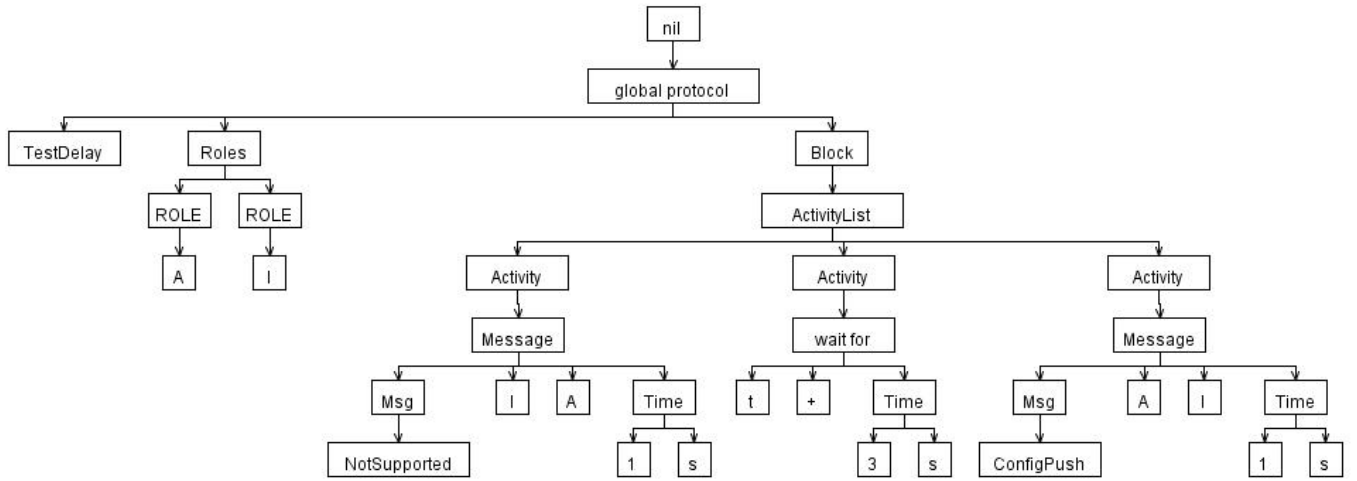 nil
global protocol
TestDelay Roles Block
ROLE ROLE ActivityList
A I
Activity Activity Activity
Message wait for Message
Msg I A Time t + Time Msg A I Time
NotSupported 1 s 3 s ConfigPush 1 s